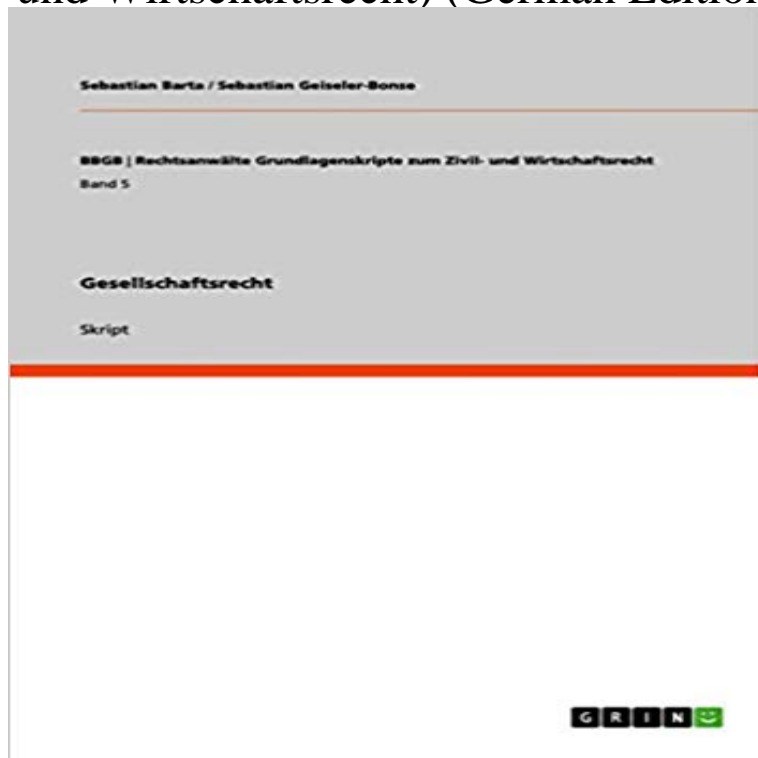 und Wirtschaftsrecht) (German Edition
Sebastian Barta / Sebastian Geiseler-Bonse
BBGB | Rechtsanwälte Grundlagenskripte zum Zivil- und Wirtschaftsrecht
Band 5
Gesellschaftsrecht
Skript
GRIN